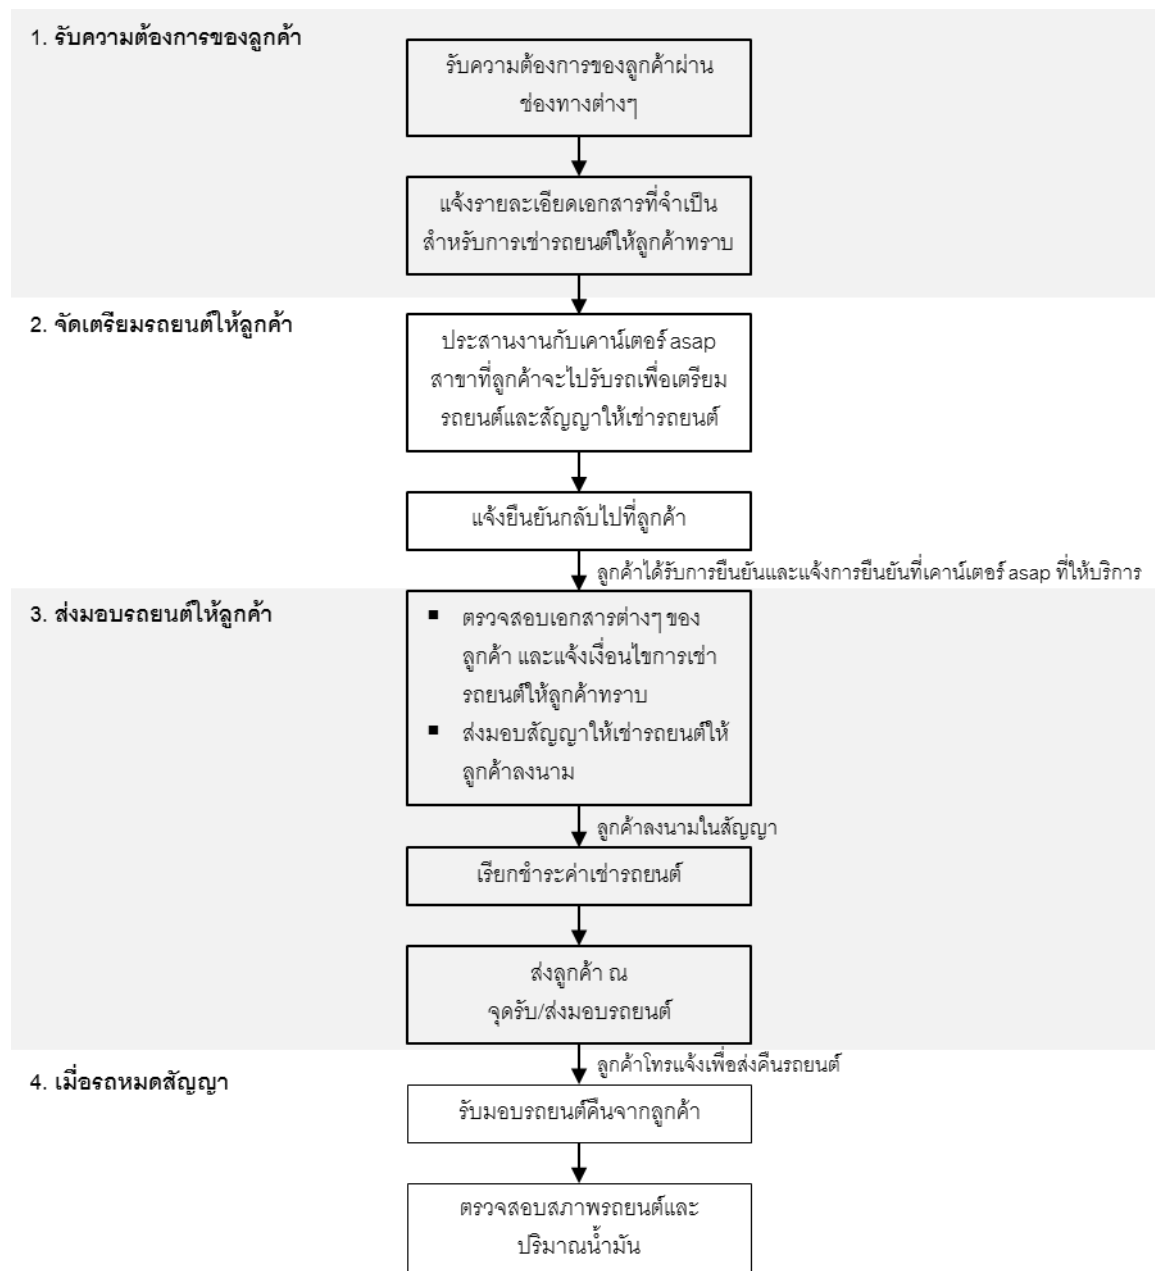 1. รับความต้องการของลูกค้า
รับความต้องการของลูกค้าผ่าน
ช่องทางต่างๆ
แจ้งรายละเอียดเอกสารที่จำเป็น
สำหรับการเช่ารถยนต์ให้ลูกค้าทราบ
2. จัดเตรียมรถยนต์ให้ลูกค้า
ประสานงานกับเคาน์เตอร์ asap
สาขาที่ลูกค้าจะไปรับรถเพื่อเตรียม
รถยนต์และสัญญาให้เช่ารถยนต์
แจ้งยืนยันกลับไปที่ลูกค้า
ลูกค้าได้รับการยืนยันและแจ้งการยืนยันที่เคาน์เตอร์ asap ที่ให้บริการ
3. ส่งมอบรถยนต์ให้ลูกค้า
▪ ตรวจสอบเอกสารต่างๆ ของ
ลูกค้า และแจ้งเงื่อนไขการเช่า
รถยนต์ให้ลูกค้าทราบ
▪ ส่งมอบสัญญาให้เช่ารถยนต์ให้
ลูกค้าลงนาม
ลูกค้าลงนามในสัญญา
เรียกชำระค่าเช่ารถยนต์
ส่งลูกค้า ณ
จุดรับ/ส่งมอบรถยนต์
ลูกค้าโทรแจ้งเพื่อส่งคืนรถยนต์
4. เมื่อรถหมดสัญญา
รับมอบรถยนต์คืนจากลูกค้า
ตรวจสอบสภาพรถยนต์และ
ปริมาณน้ำมัน